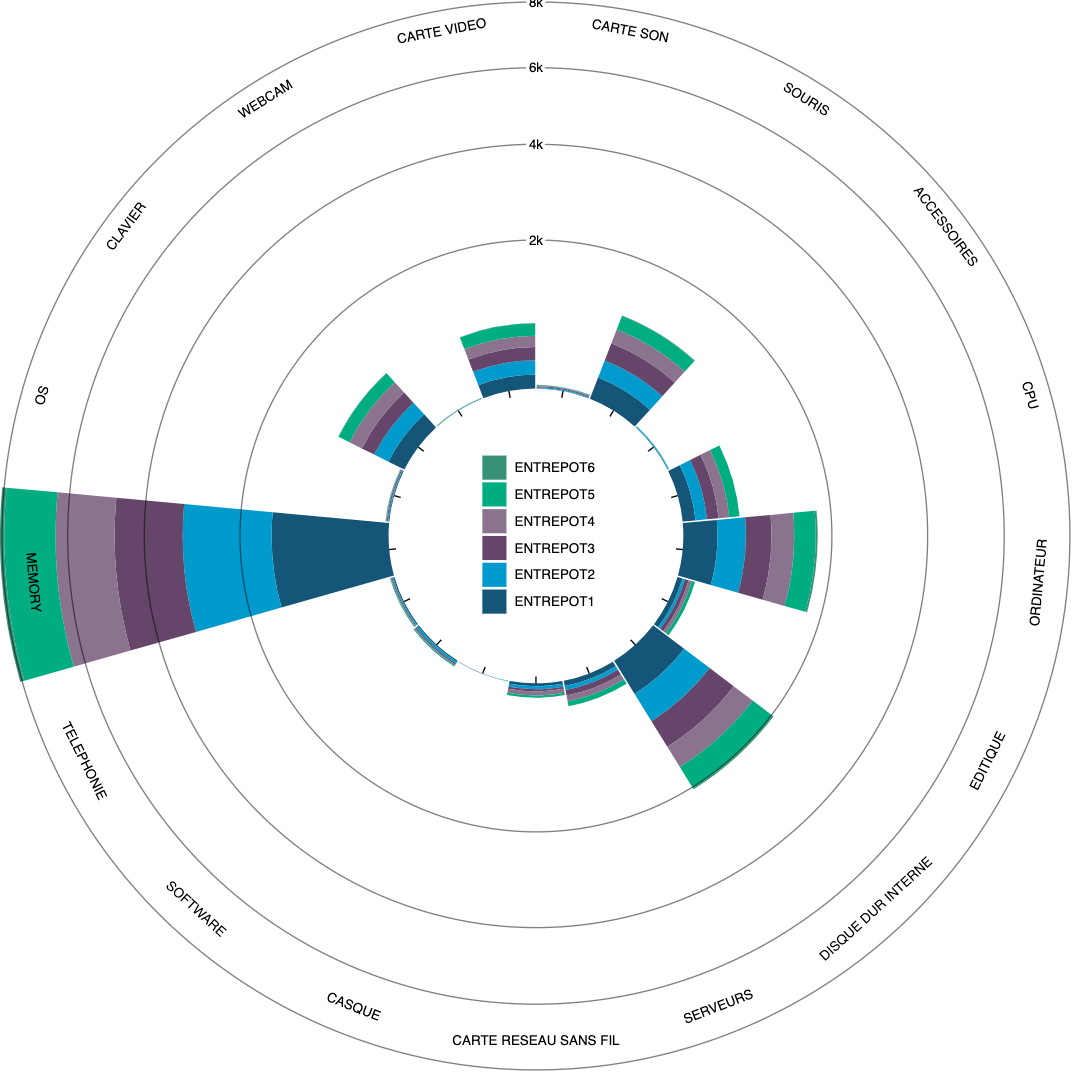 8k
6k
4k
2k
CARTE SON
SOURIS
ACCESSOIRES
CPU
ORDINATEUR
EDITIQUE
DISQUE DUR INTERNE
SERVEURS
CARTE RESEAU SANS FIL
CASQUE
SOFTWARE
TELEPHONIE
MEMORY
OS
CLAVIER
WEBCAM
CARTE VIDEO
ENTREPOT6
ENTREPOT5
ENTREPOT4
ENTREPOT3
ENTREPOT2
ENTREPOT1